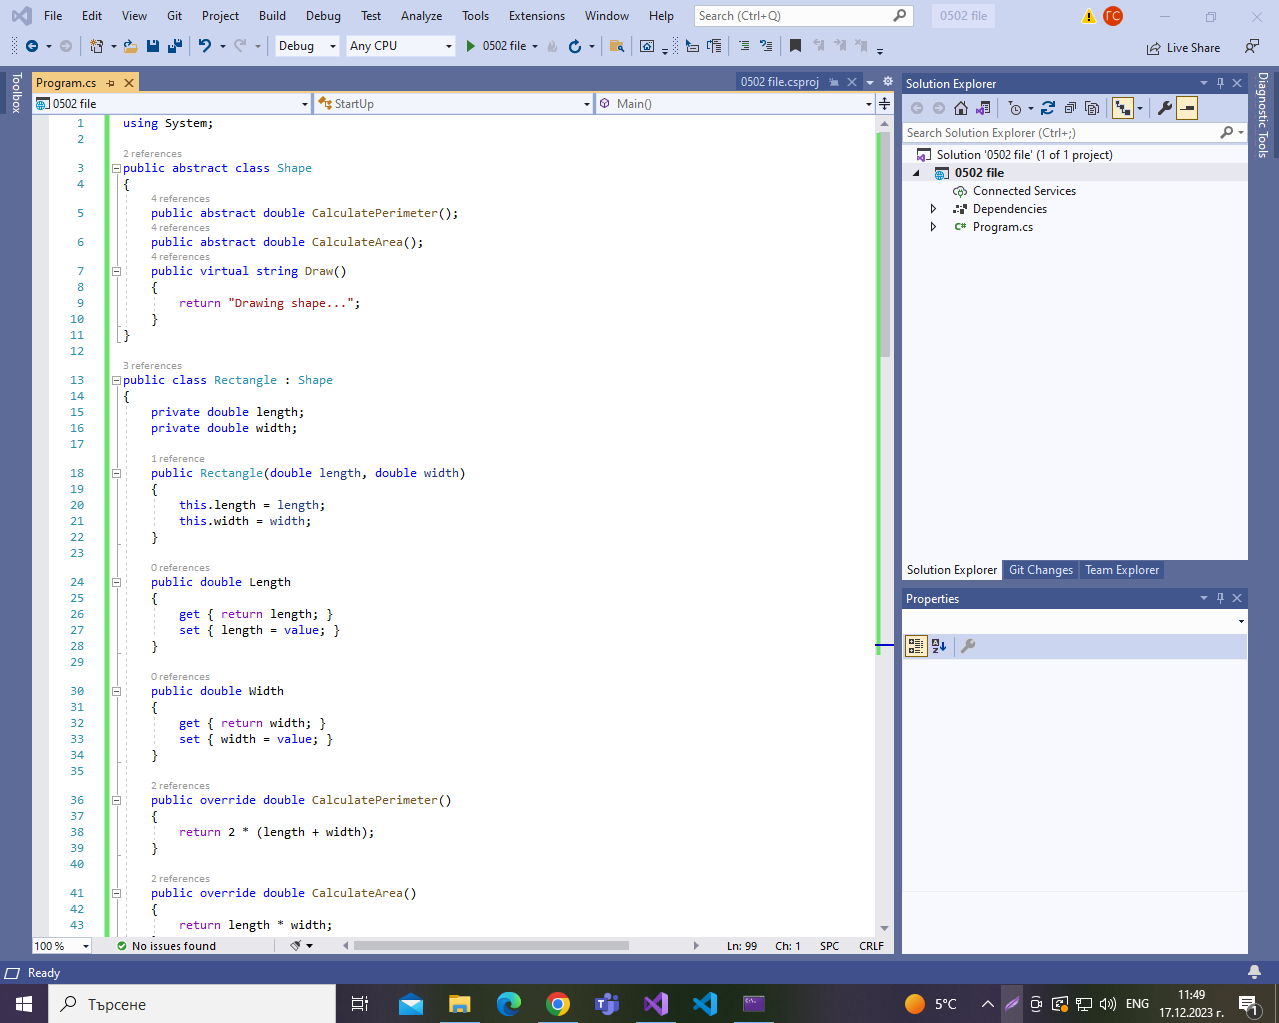 File Edit View Git Project Build Debug Test Analyze Tools Extensions Window Help Search (Ctrl+Q) 0502 file ГС
Debug Any CPU 0502 file Live Share
Toolbox
Program.cs 0502 file.csproj
0502 file StartUp Main()
1 using System;
2
2 references
3 public abstract class Shape
4 {
4 references
5 public abstract double CalculatePerimeter();
4 references
6 public abstract double CalculateArea();
4 references
7 public virtual string Draw()
8 {
9 return "Drawing shape...";
10 }
11 }
12
3 references
13 public class Rectangle : Shape
14 {
15 private double length;
16 private double width;
17
1 reference
18 public Rectangle(double length, double width)
19 {
20 this.length = length;
21 this.width = width;
22 }
23
0 references
24 public double Length
25 {
26 get { return length; }
27 set { length = value; }
28 }
29
0 references
30 public double Width
31 {
32 get { return width; }
33 set { width = value; }
34 }
35
2 references
36 public override double CalculatePerimeter()
37 {
38 return 2 * (length + width);
39 }
40
2 references
41 public override double CalculateArea()
42 {
43 return length * width;
100 % No issues found Ln: 99 Ch: 1 SPC CRLF
Solution Explorer
Search Solution Explorer (Ctrl+;)
Solution '0502 file' (1 of 1 project)
0502 file
Connected Services
Dependencies
C# Program.cs
Solution Explorer Git Changes Team Explorer
Properties
Diagnostic Tools
Ready
Търсене 5°C ENG 11:49
17.12.2023 г. 1